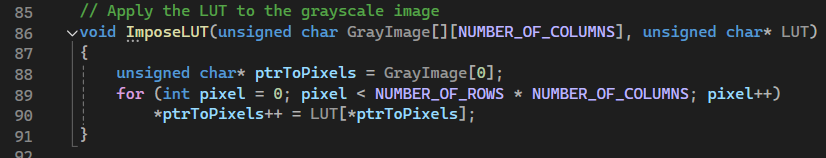 85 // Apply the LUT to the grayscale image
86 void ImposeLUT(unsigned char GrayImage[][NUMBER_OF_COLUMNS], unsigned char* LUT)
87 {
88 unsigned char* ptrToPixels = GrayImage[0];
89 for (int pixel = 0; pixel < NUMBER_OF_ROWS * NUMBER_OF_COLUMNS; pixel++)
90 *ptrToPixels++ = LUT[*ptrToPixels];
91 }